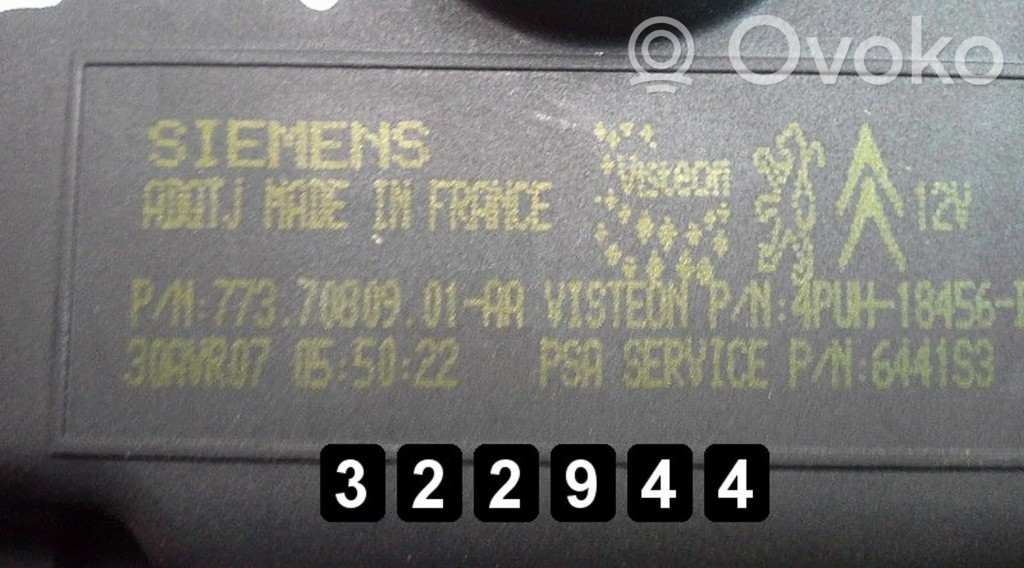 Ovoko
SIEMENS
Visteon
MADE IN FRANCE
12V
P/N:773.70809.01-AA VISTEON P/N:4PUH-18456-
30AVR07 05:50:22 PSA SERVICE P/N:6441S3
322944